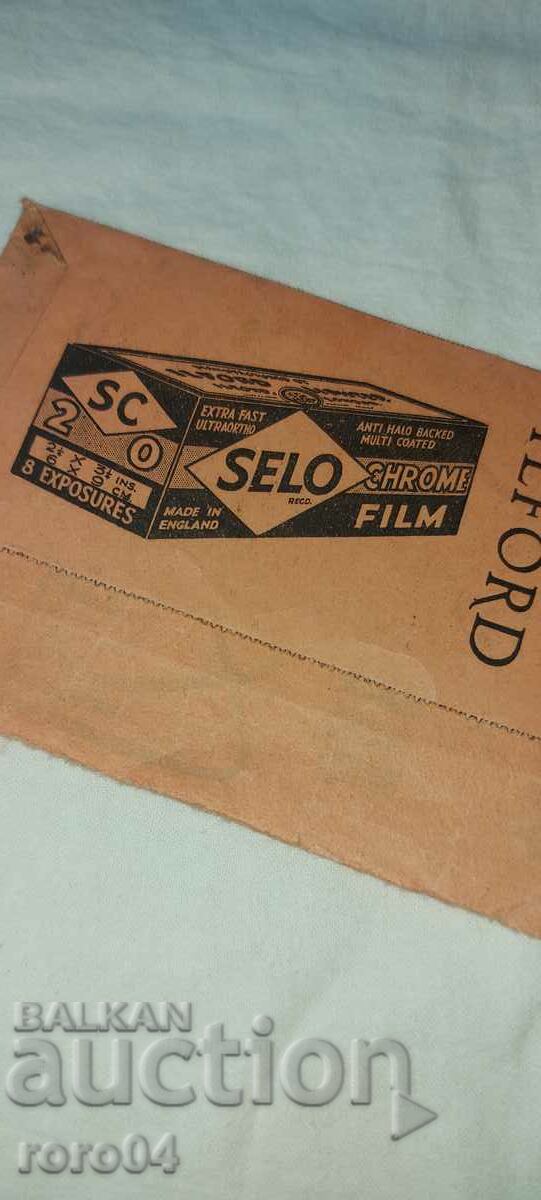 SC
2 0
2¼ X 3¼ INS.
6 X 9 CM.
8 EXPOSURES
ILFORD
EXTRA FAST
ULTRAORTHO
ANTI HALO BACKED
MULTI COATED
SELO
REGD.
CHROME
FILM
MADE IN
ENGLAND
ILFORD
BALKAN
auction
roro04